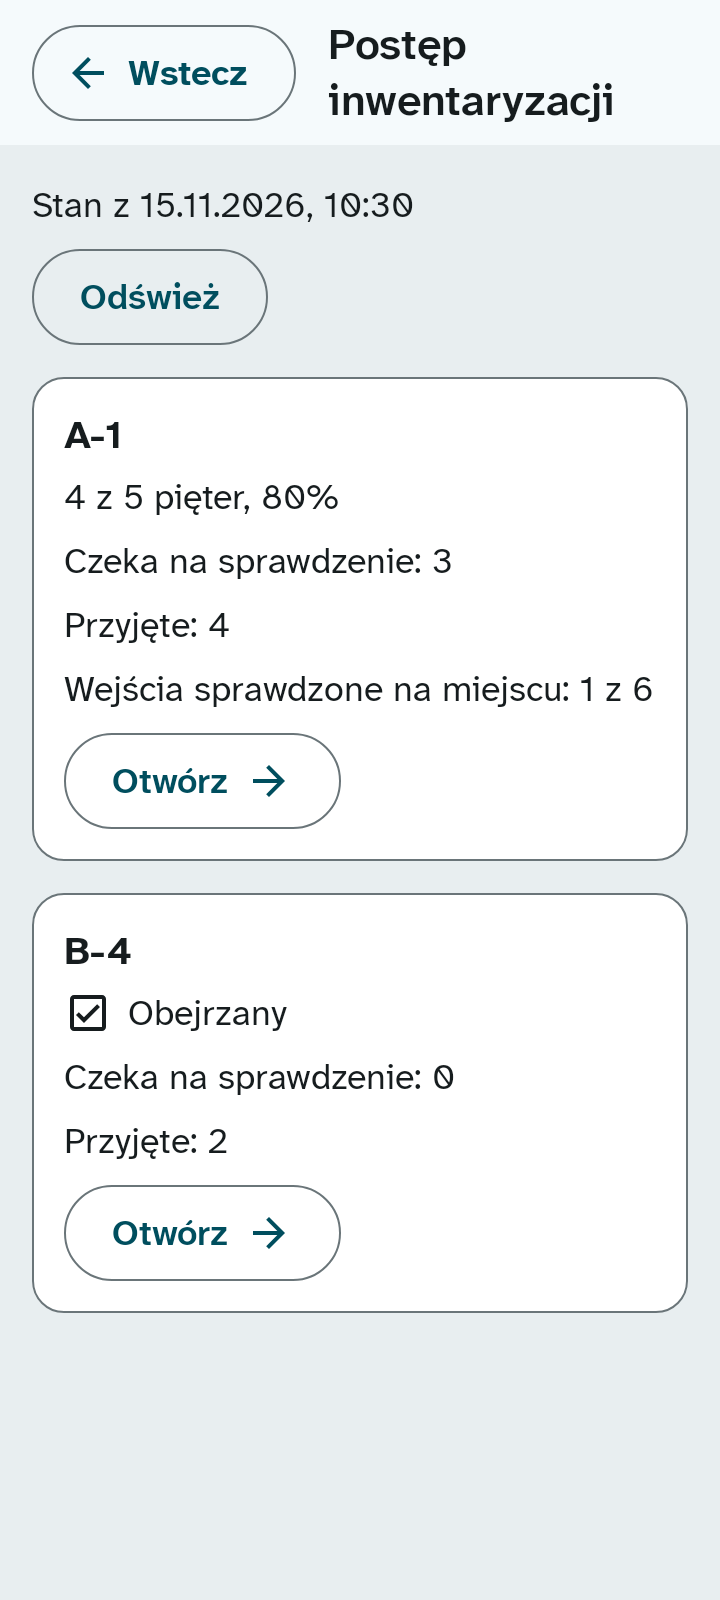 Wstecz
Postęp
inwentaryzacji
Stan z 15.11.2026, 10:30
Odśwież
A-1
4 z 5 pięter, 80%
Czeka na sprawdzenie: 3
Przyjęte: 4
Wejścia sprawdzone na miejscu: 1 z 6
Otwórz
B-4
Obejrzany
Czeka na sprawdzenie: 0
Przyjęte: 2
Otwórz